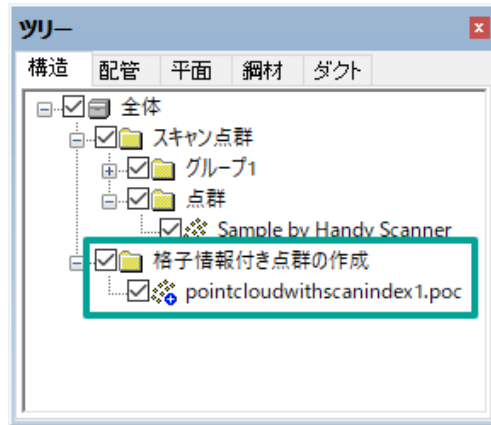 ツリー
構造 配管 平面 鋼材 ダクト
全体
スキャン点群
グループ1
点群
Sample by Handy Scanner
格子情報付き点群の作成
pointcloudwithscanindex1.poc